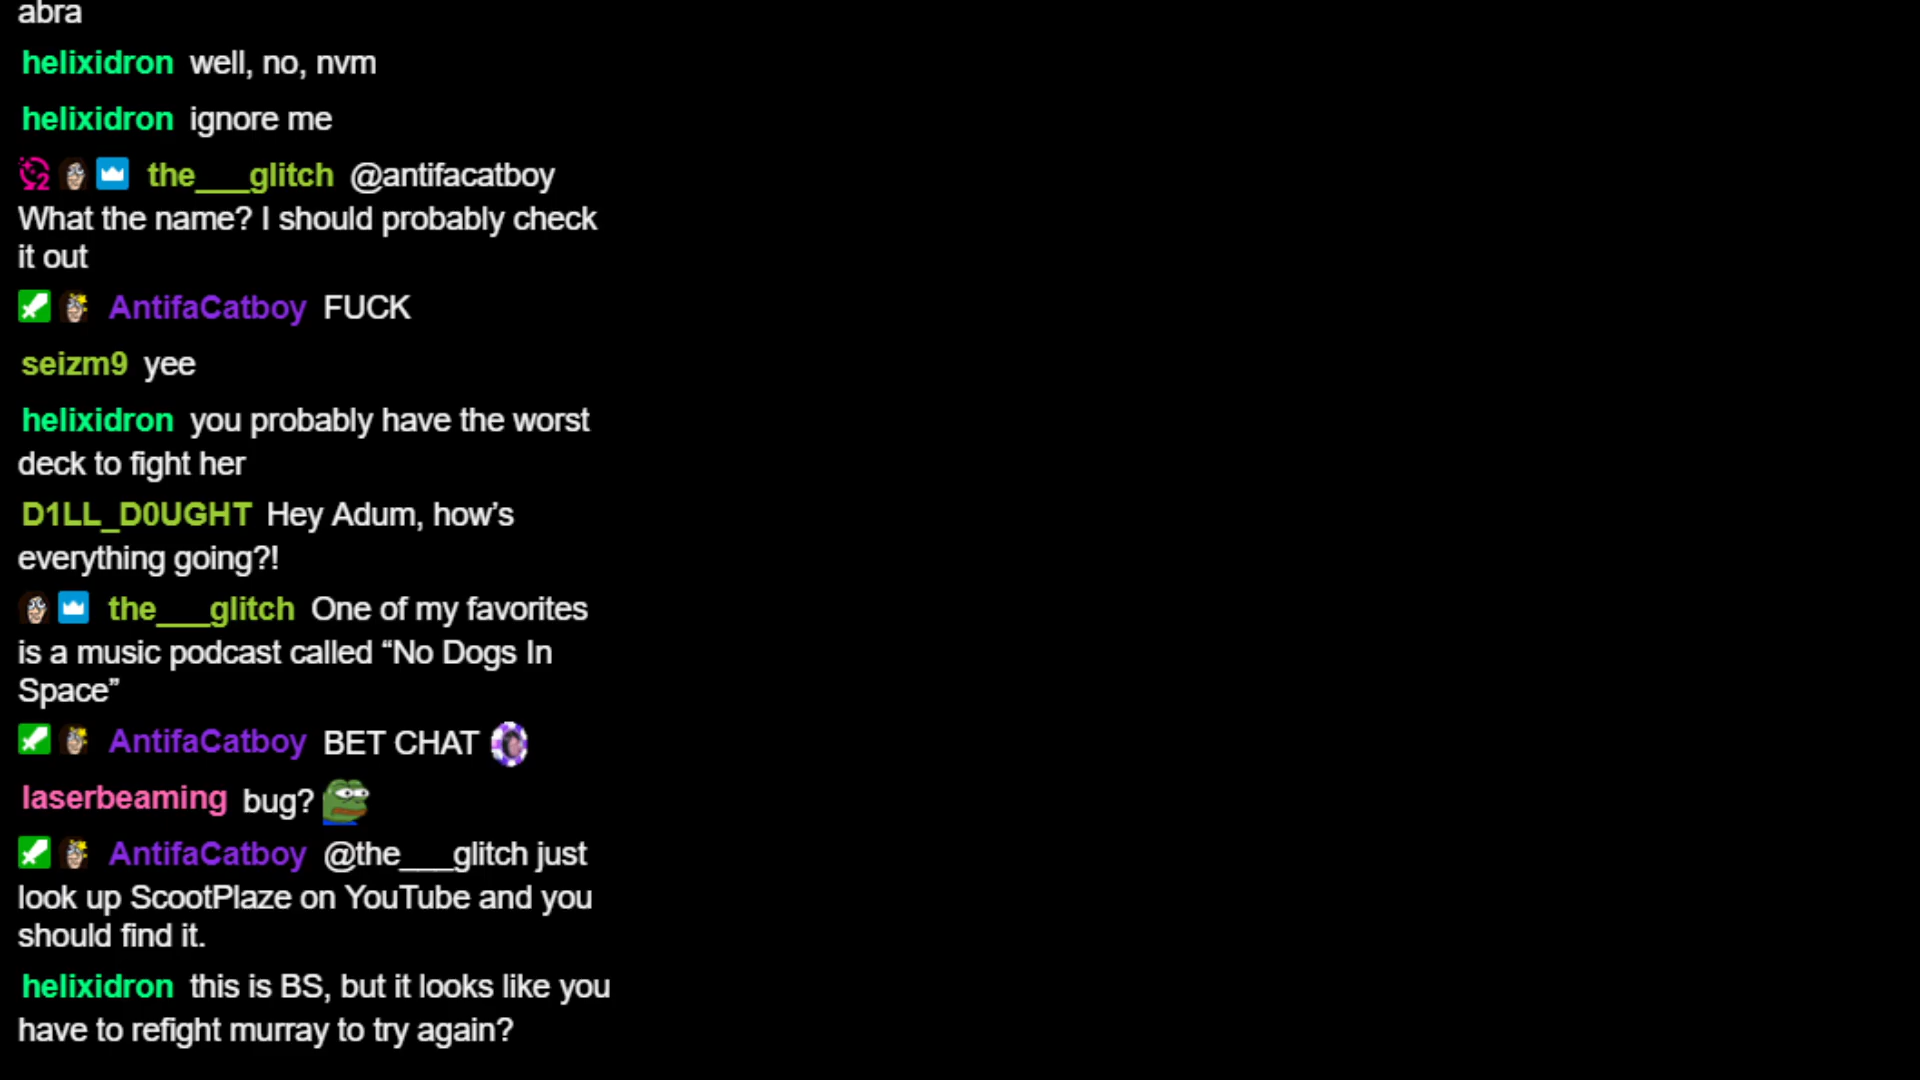 abra
helixidron well, no, nvm
helixidron ignore me
the___glitch @antifacatboy
What the name? I should probably check
it out
AntifaCatboy FUCK
seizm9 yee
helixidron you probably have the worst
deck to fight her
D1LL_D0UGHT Hey Adum, how’s
everything going?!
the___glitch One of my favorites
is a music podcast called “No Dogs In
Space”
AntifaCatboy BET CHAT
laserbeaming bug?
AntifaCatboy @the___glitch just
look up ScootPlaze on YouTube and you
should find it.
helixidron this is BS, but it looks like you
have to refight murray to try again?